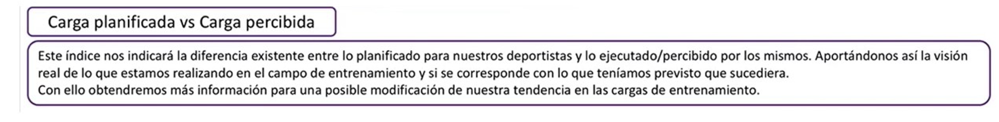 Carga planificada vs Carga percibida
Este índice nos indicará la diferencia existente entre lo planificado para nuestros deportistas y lo ejecutado/percibido por los mismos. Aportándonos así la visión
real de lo que estamos realizando en el campo de entrenamiento y si se corresponde con lo que teníamos previsto que sucediera.
Con ello obtendremos más información para una posible modificación de nuestra tendencia en las cargas de entrenamiento.